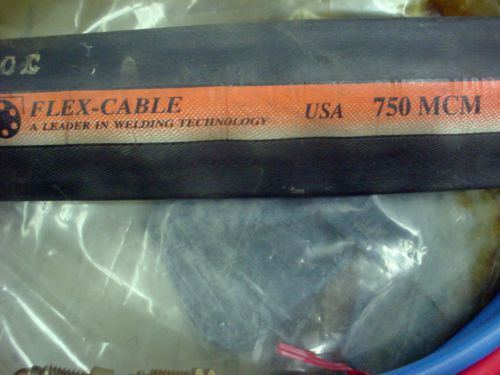 FLEX-CABLE USA 750 MCM
A LEADER IN WELDING TECHNOLOGY